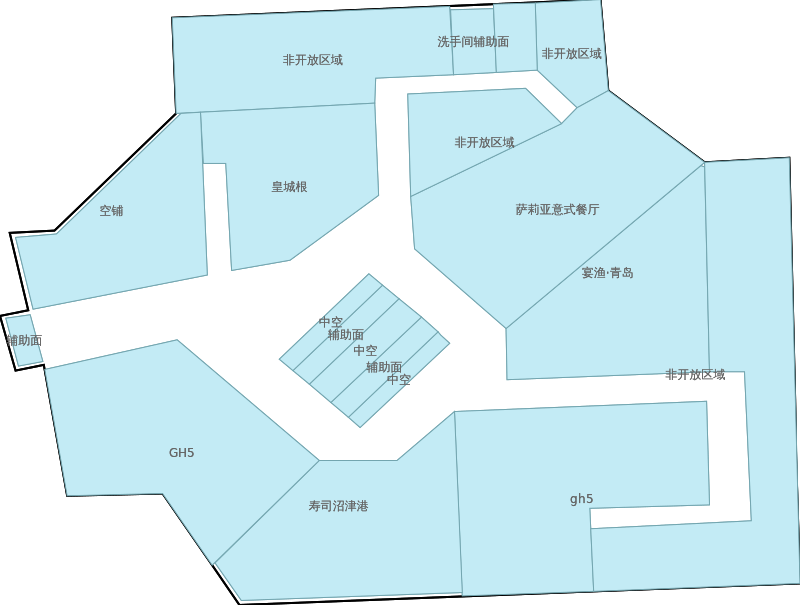 洗手间辅助面
非开放区域
非开放区域
非开放区域
皇城根
空铺
萨莉亚意式餐厅
宴渔·青岛
中空
辅助面
辅助面
中空
辅助面
中空
非开放区域
GH5
gh5
寿司沼津港